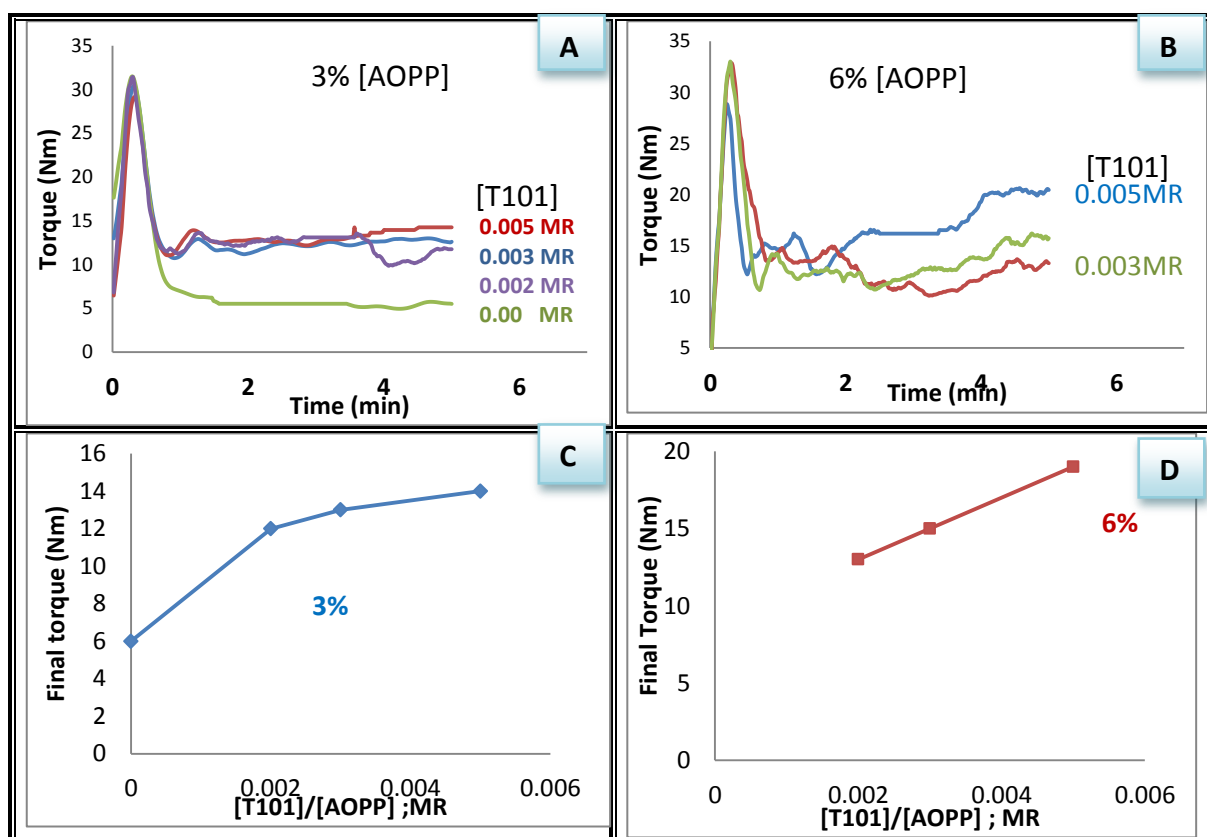 A
3% [AOPP]
35
30
25
20
15
10
5
0
Torque (Nm)
[T101]
0.005 MR
0.003 MR
0.002 MR
0.00 MR
0 2 4 6
Time (min)
B
6% [AOPP]
35
30
25
20
15
10
5
Torque (Nm)
[T101]
0.005MR
0.003MR
0 2 4 6
Time (min)
C
16
14
12
10
8
6
4
2
0
Final torque (Nm)
3%
0 0.002 0.004 0.006
[T101]/[AOPP] ;MR
D
20
15
10
5
0
Final Torque (Nm)
6%
0 0.002 0.004 0.006
[T101]/[AOPP] ; MR